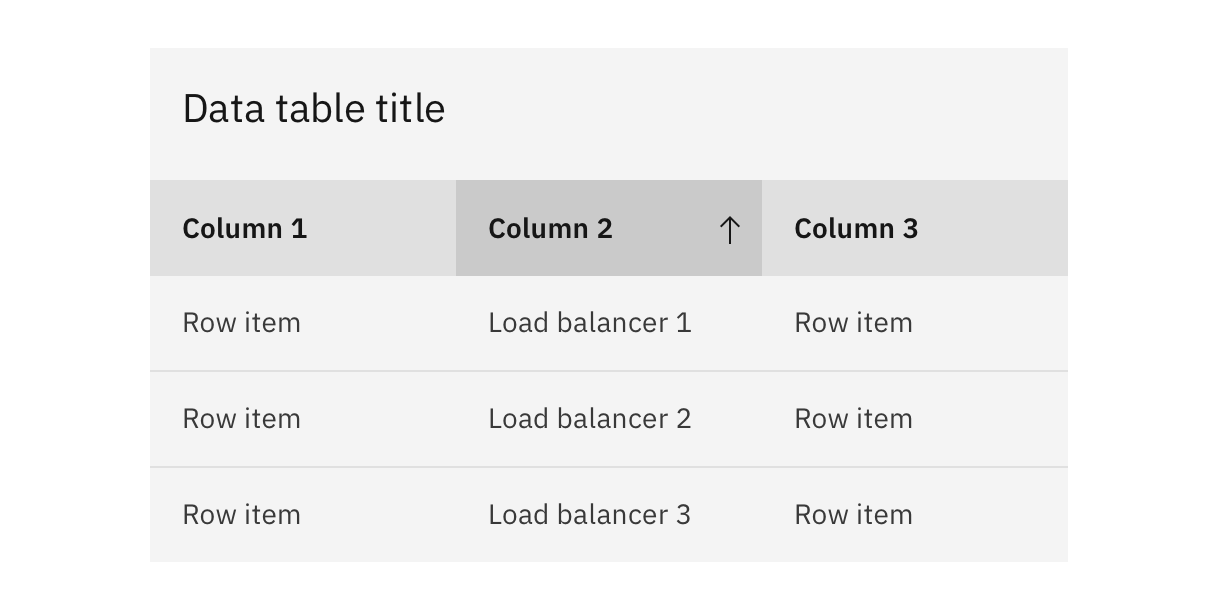 Data table title
Column 1 Column 2 Column 3
Row item Load balancer 1 Row item
Row item Load balancer 2 Row item
Row item Load balancer 3 Row item